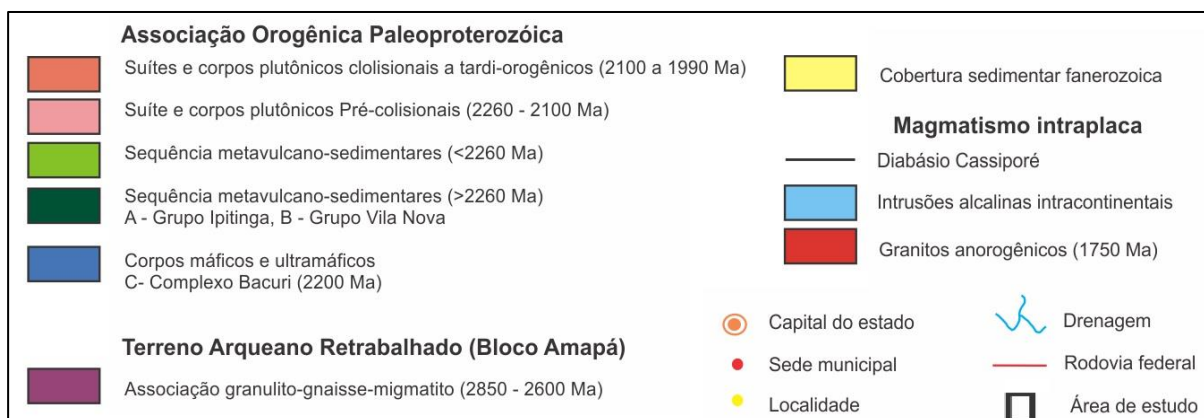 Associação Orogênica Paleoproterozóica
Suítes e corpos plutônicos clolisionais a tardi-orogênicos (2100 a 1990 Ma)
Suíte e corpos plutônicos Pré-colisionais (2260 - 2100 Ma)
Sequência metavulcano-sedimentares (<2260 Ma)
Sequência metavulcano-sedimentares (>2260 Ma)
A - Grupo Ipitinga, B - Grupo Vila Nova
Corpos máficos e ultramáficos
C- Complexo Bacuri (2200 Ma)
Terreno Arqueano Retrabalhado (Bloco Amapá)
Associação granulito-gnaisse-migmatito (2850 - 2600 Ma)
Cobertura sedimentar fanerozoica
Magmatismo intraplaca
Diabásio Cassiporé
Intrusões alcalinas intracontinentais
Granitos anorogênicos (1750 Ma)
Capital do estado
Sede municipal
Localidade
Drenagem
Rodovia federal
Área de estudo